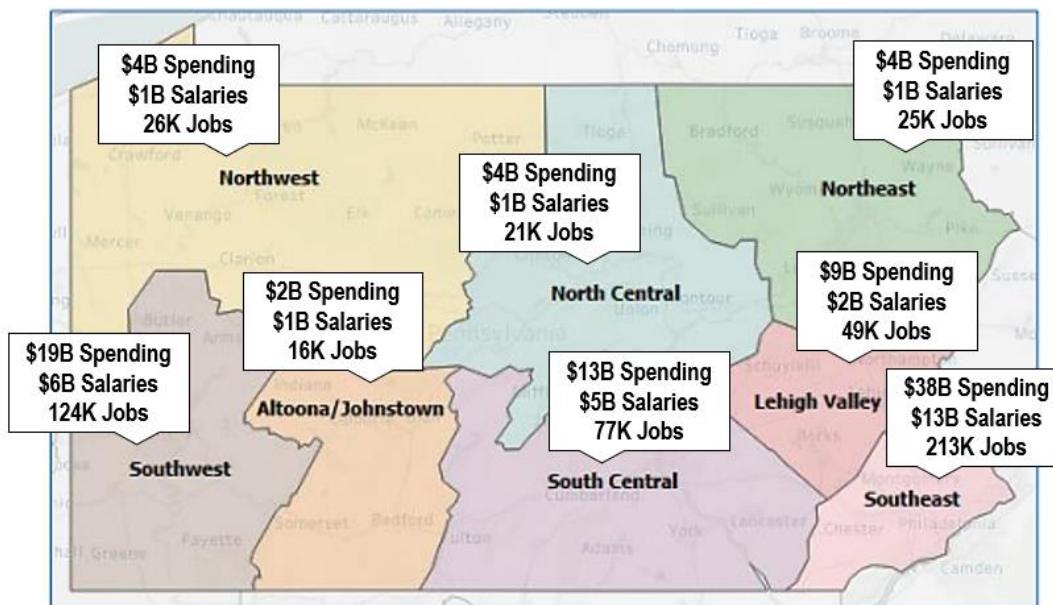 Chautauqua
Cattaraugus
Allegany
Steuben
Chemung
Tioga
Broome
Delaware
$4B Spending
$1B Salaries
26K Jobs
$4B Spending
$1B Salaries
25K Jobs
Crawford
McKean
Potter
Tioga
Bradford
Wayne
Northwest
Forest
Venango
Elk
Mercer
Clarion
$4B Spending
$1B Salaries
21K Jobs
Northeast
Sullivan
Pike
North Central
Union
Pennsylvania
$9B Spending
$2B Salaries
49K Jobs
$2B Spending
$1B Salaries
16K Jobs
Butler
$19B Spending
$6B Salaries
124K Jobs
Indiana
Altoona/Johnstown
$13B Spending
$5B Salaries
77K Jobs
Schuylkill
Northampton
Lehigh Valley
Berks
$38B Spending
$13B Salaries
213K Jobs
Southwest
South Central
Cumberland
Montgomery
Southeast
Somerset
Bedford
Fayette
Greene
Adams
York
Lancaster
Chester
Philadelphia
Camden